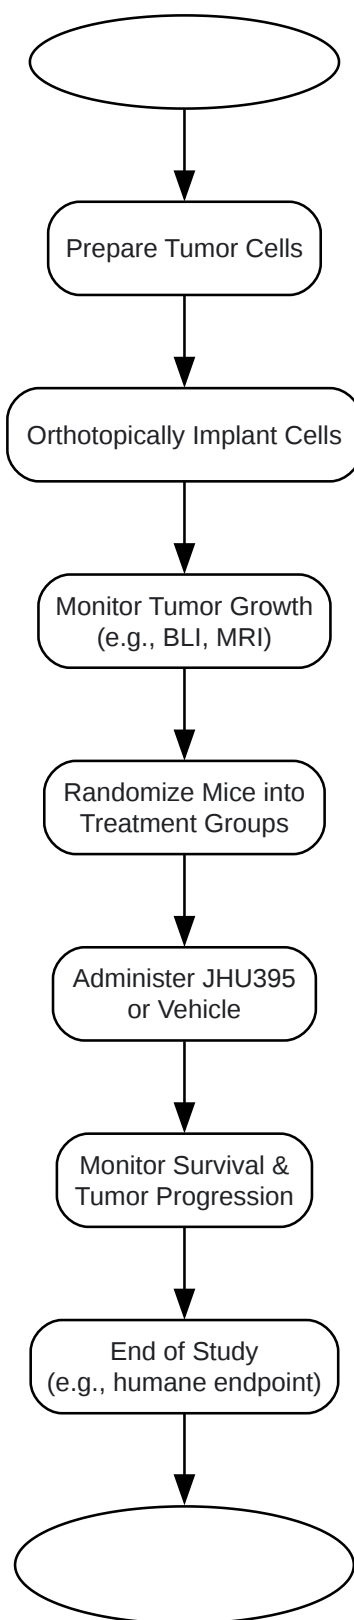 Prepare Tumor Cells
Orthotopically Implant Cells
Monitor Tumor Growth
(e.g., BLI, MRI)
Randomize Mice into
Treatment Groups
Administer JHU395
or Vehicle
Monitor Survival &
Tumor Progression
End of Study
(e.g., humane endpoint)